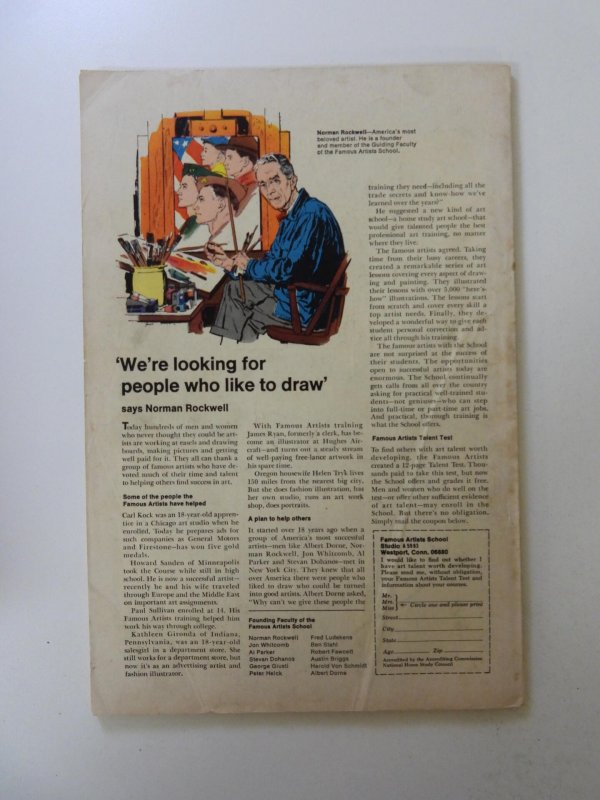 Norman Rockwell—America's most
beloved artist. He is a founder
and member of the Guiding Faculty
of the Famous Artists School.
'We're looking for
people who like to draw'
says Norman Rockwell
Today hundreds of men and women
who never thought they could be art-
ists are working at easels and drawing
boards, making pictures and getting
well paid for it. They all can thank a
group of famous artists who have de-
voted much of their time and talent
to helping others find success in art.
Some of the people the
Famous Artists have helped
Carl Kock was an 18-year-old appren-
tice in a Chicago art studio when he
enrolled. Today he prepares ads for
such companies as General Motors
and Firestone—has won five gold
medals.
Howard Sanden of Minneapolis
took the Course while still in high
school. He is now a successful artist—
recently he and his wife traveled
through Europe and the Middle East
on important art assignments.
Paul Sullivan enrolled at 14. His
Famous Artists training helped him
work his way through college.
Kathleen Gironda of Indiana,
Pennsylvania, was an 18-year-old
salesgirl in a department store. She
still works for a department store, but
now it's as an advertising artist and
fashion illustrator.
With Famous Artists training
James Ryan, formerly a clerk, has be-
come an illustrator at Hughes Air-
craft—and turns out a steady stream
of well-paying free-lance artwork in
his spare time.
Oregon housewife Helen Tryk lives
150 miles from the nearest big city.
But she does fashion illustration, has
her own studio, runs an art work
shop, does portraits.
A plan to help others
It started over 18 years ago when a
group of America's most successful
artists—men like Albert Dorne, Nor-
man Rockwell, Jon Whitcomb, Al
Parker and Stevan Dohanos—met in
New York City. They knew that all
over America there were people who
liked to draw who could be turned
into good artists. Albert Dorne asked,
"Why can't we give these people the
Founding Faculty of the
Famous Artists School
Norman Rockwell
Jon Whitcomb
Al Parker
Stevan Dohanos
George Giusti
Peter Helck
Fred Ludekens
Ben Stahl
Robert Fawcett
Austin Briggs
Harold Von Schmidt
Albert Dorne
training they need—including all the
trade secrets and know-how we've
learned over the years?"
He suggested a new kind of art
school—a home study art school—that
would give talented people the best
professional art training, no matter
where they live.
The famous artists agreed. Taking
time from their busy careers, they
created a remarkable series of art
lessons covering every aspect of draw-
ing and painting. They illustrated
their lessons with over 5,000 "here's-
how" illustrations. The lessons start
from scratch and cover every skill a
top artist needs. Finally, they de-
veloped a wonderful way to give each
student personal correction and ad-
vice all through his training.
The famous artists with the School
are not surprised at the success of
their students. The opportunities
open to successful artists today are
enormous. The School continually
gets calls from all over the country
asking for practical well-trained stu-
dents—not geniuses—who can step
into full-time or part-time art jobs.
And practical, thorough training is
what the School offers.
Famous Artists Talent Test
To find others with art talent worth
developing, the Famous Artists
created a 12-page Talent Test. Thou-
sands paid to take this test, but now
the School offers and grades it free.
Men and women who do well on the
test—or offer other sufficient evidence
of art talent—may enroll in the
School. But there's no obligation.
Simply mail the coupon below.
Famous Artists School
Studio
Westport, Conn. 06880
I would like to find out whether I
have art talent worth developing.
Please send me, without obligation,
your Famous Artists Talent Test and
information about your courses.
Mr.
Mrs.
Miss
Circle one and please print
Street
City
State
Age Zip
Accredited by the Accrediting Commission
National Home Study Council